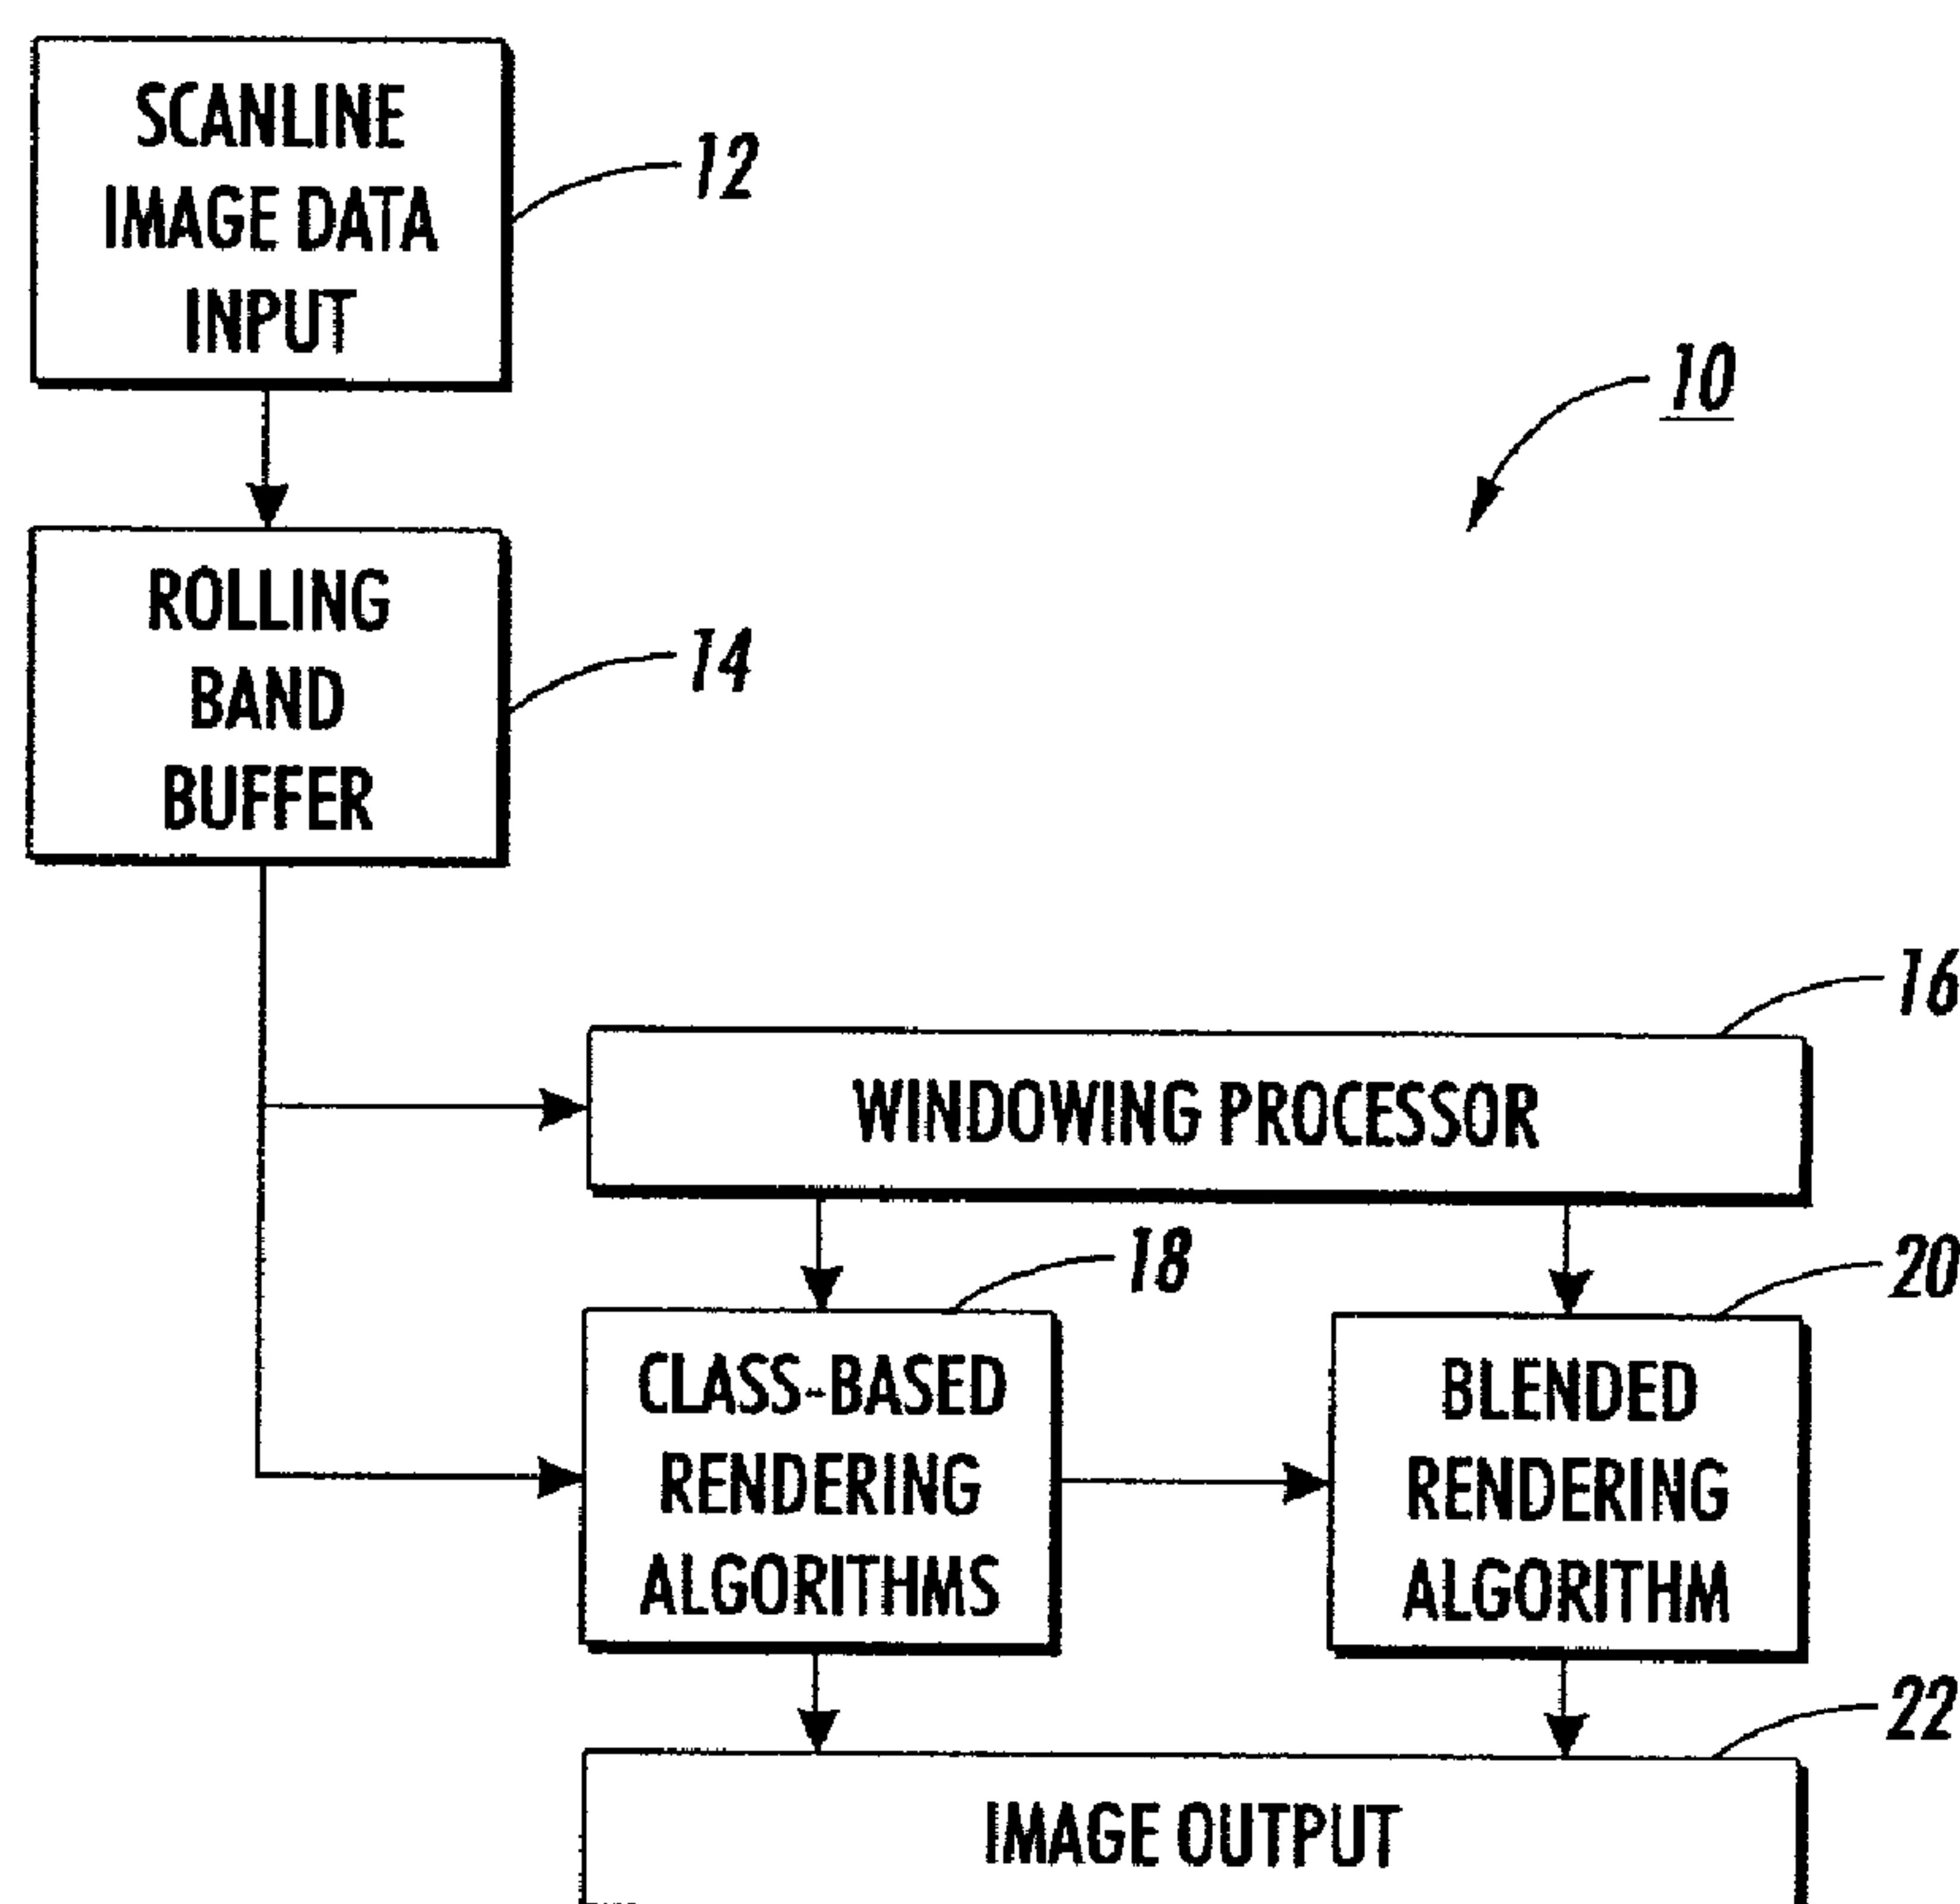 SCANLINE
IMAGE DATA
INPUT
12
10
ROLLING
BAND
BUFFER
14
16
WINDOWING PROCESSOR
18
20
CLASS-BASED
RENDERING
ALGORITHMS
BLENDED
RENDERING
ALGORITHM
22
IMAGE OUTPUT